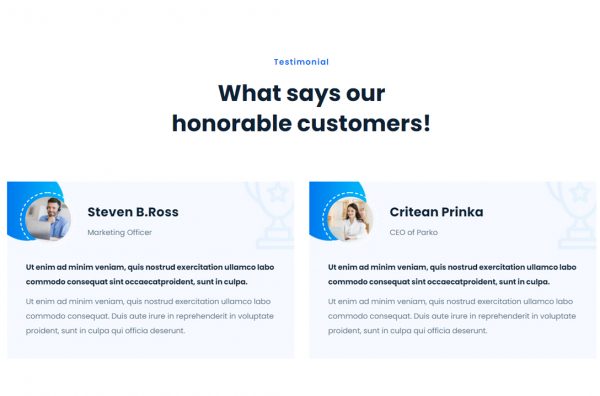 Testimonial
What says our
honorable customers!
Steven B.Ross
Marketing Officer
Ut enim ad minim veniam, quis nostrud exercitation ullamco labo
commodo consequat sint occaecatproident, sunt in culpa.
Ut enim ad minim veniam, quis nostrud exercitation ullamco labo
commodo consequat. Duis aute irure in reprehenderit in voluptate
proident, sunt in culpa qui officia deserunt.
Critean Prinka
CEO of Parko
Ut enim ad minim veniam, quis nostrud exercitation ullamco labo
commodo consequat sint occaecatproident, sunt in culpa.
Ut enim ad minim veniam, quis nostrud exercitation ullamco labo
commodo consequat. Duis aute irure in reprehenderit in voluptate
proident, sunt in culpa qui officia deserunt.